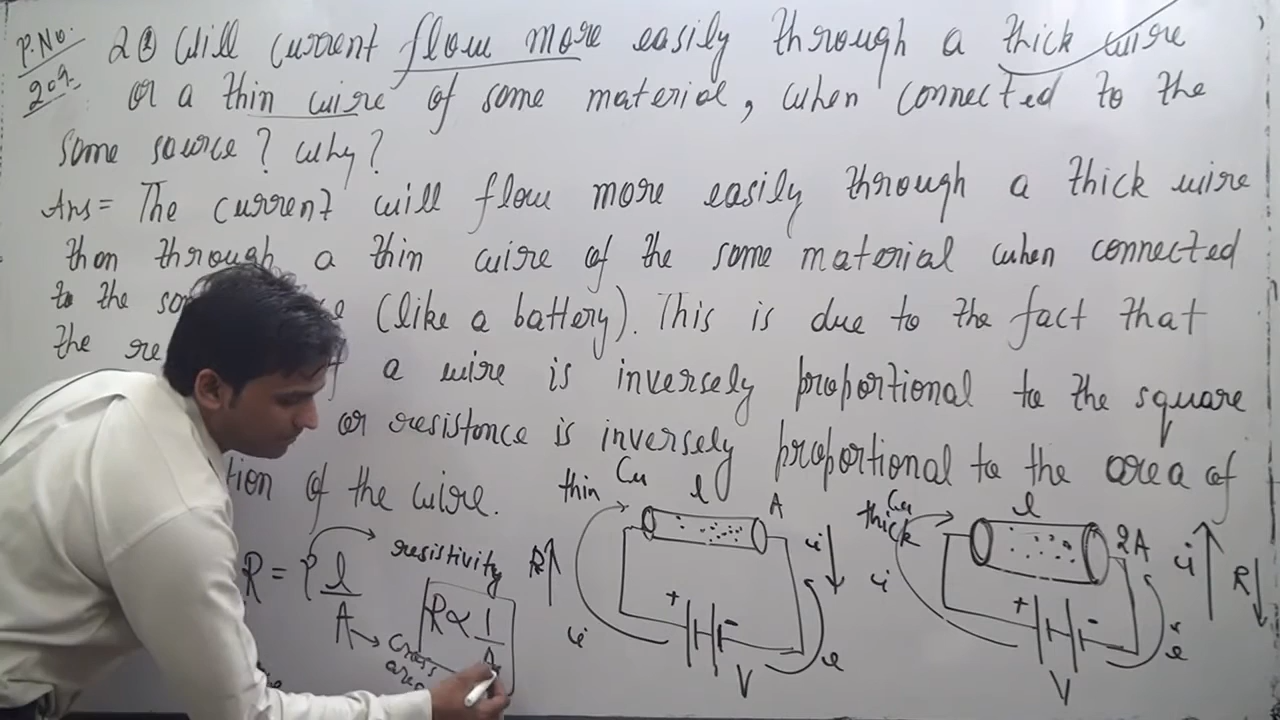 P.No. 209
2② Will current flow more easily through a thick wire
or a thin wire of same material, when connected to the
same source? why?
Ans = The current will flow more easily through a thick wire
than through a thin wire of the same material when connected
to the (like a battery). This is due to the fact that
the a wire is inversely proportional to the square
or resistance is inversely proportional to the area of
of the wire.
R = ρ l/A
resistivity
Cross area
R ∝ 1/A
R↑
thin Cu l A
i↓
i
+ -
V
e
thick Cu l 2A
i↑ R↓
i
+ -
V
e